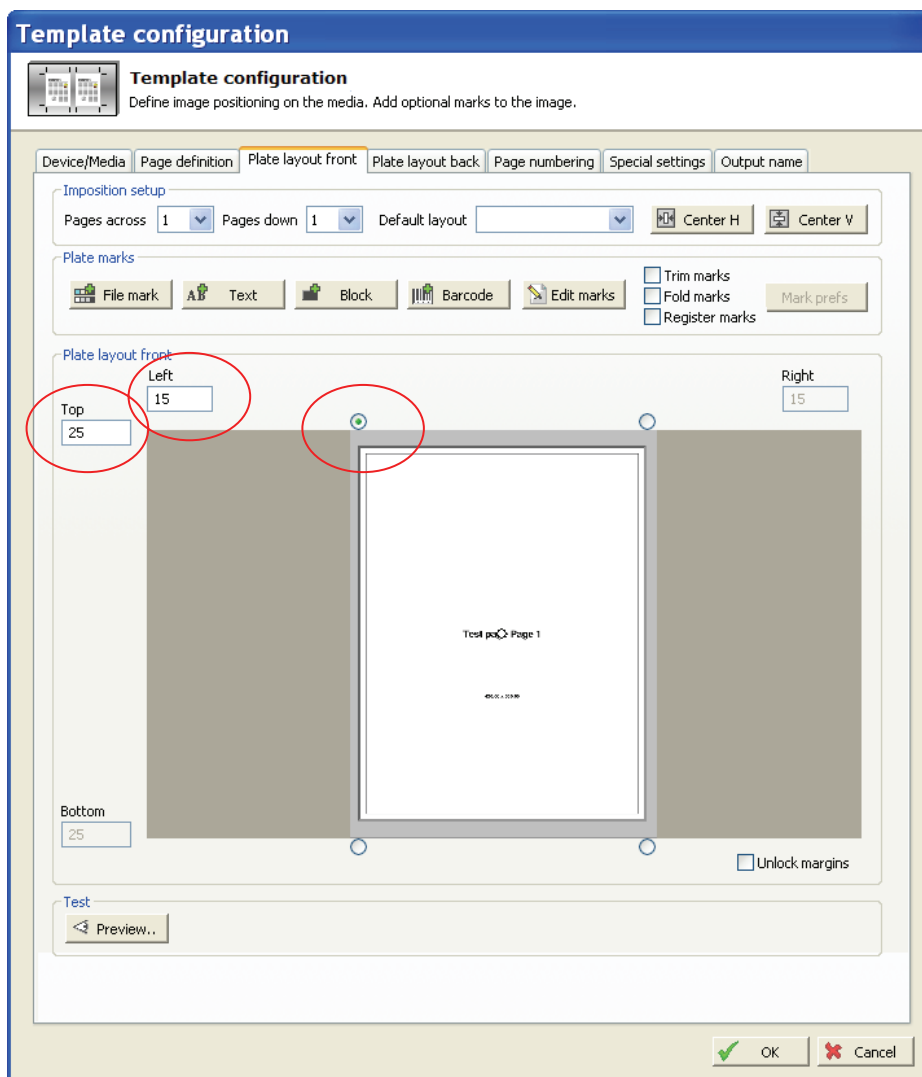 Template configuration
Template configuration
Define image positioning on the media. Add optional marks to the image.
Device/Media Page definition Plate layout front Plate layout back Page numbering Special settings Output name
Imposition setup
Pages across 1 Pages down 1 Default layout Center H Center V
Plate marks
File mark AB Text Block Barcode Edit marks
Trim marks
Fold marks
Register marks
Mark prefs
Plate layout front
Left
15
Right
15
Top
25
Test Page 1
Bottom
25
Unlock margins
Test
Preview..
OK Cancel